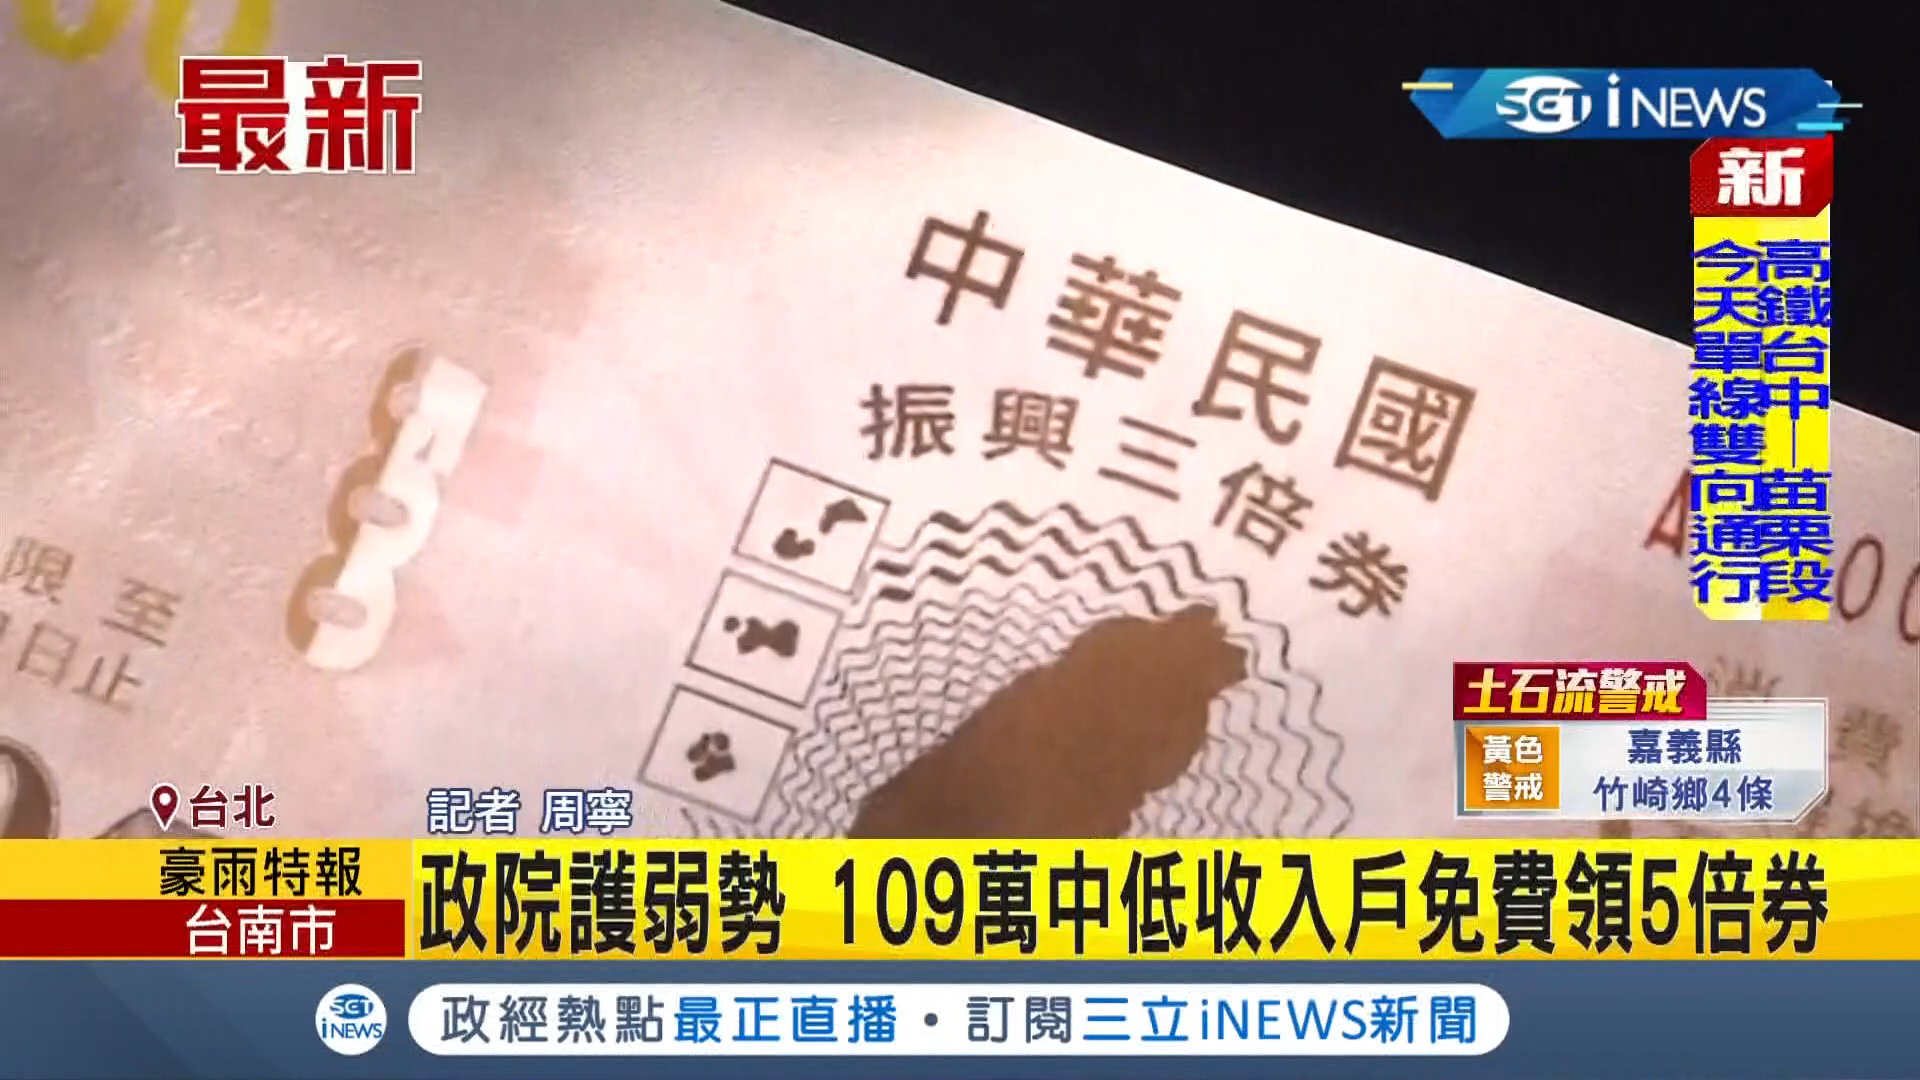 最新
SET iNEWS
新
高鐵台中─苗栗段
今天單線雙向通行
中華民國
振興三倍券
限至
日止
土石流警戒
黃色
警戒
嘉義縣
竹崎鄉4條
費
台北
記者 周寧
豪雨特報
台南市
政院護弱勢 109萬中低收入戶免費領5倍券
SET
iNEWS
政經熱點最正直播・訂閱三立iNEWS新聞